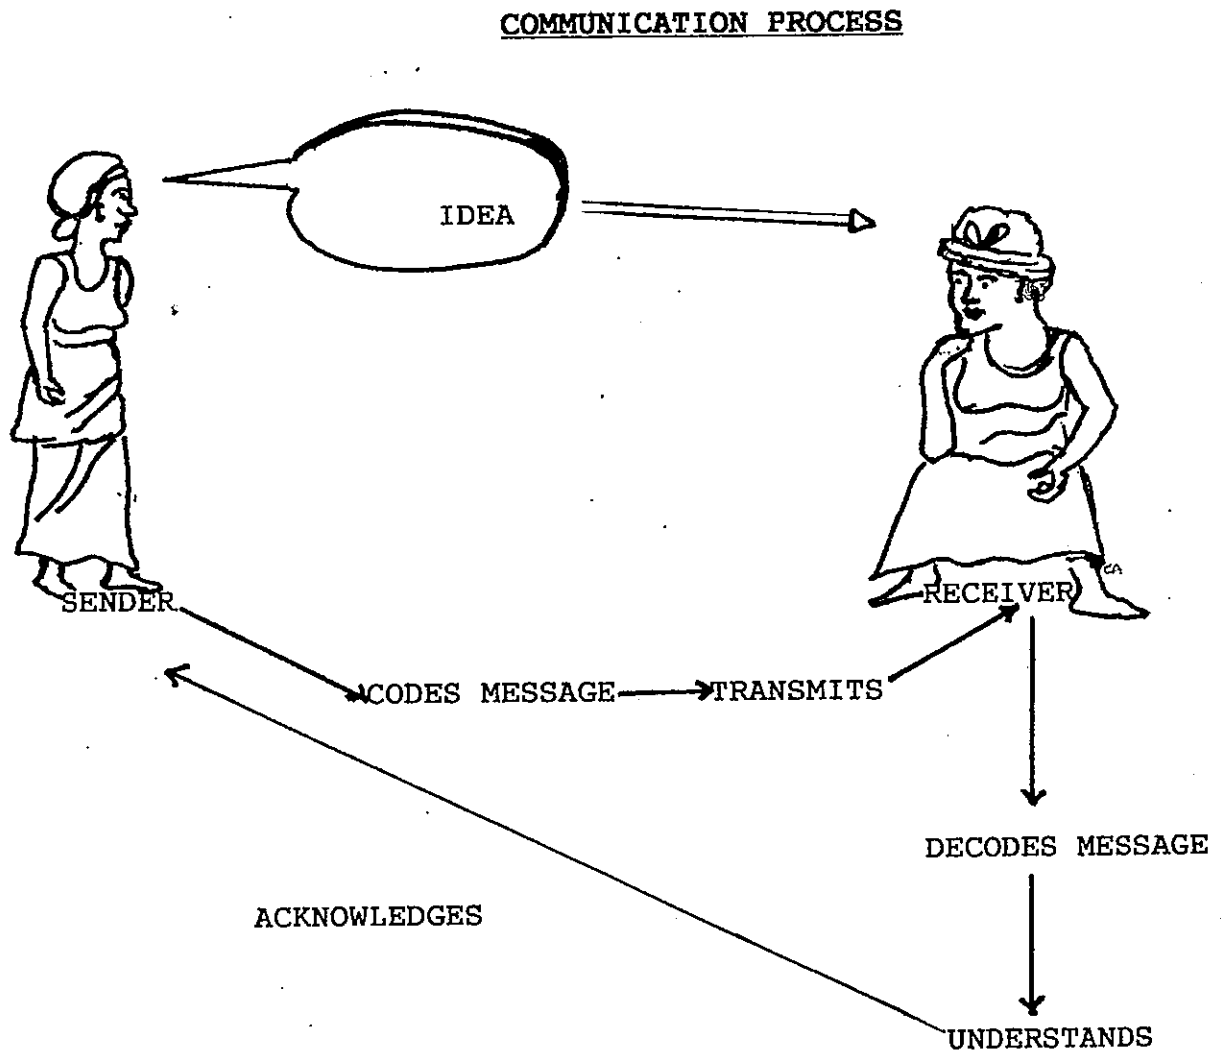 COMMUNICATION PROCESS
IDEA
SENDER
RECEIVER
CODES MESSAGE
TRANSMITS
DECODES MESSAGE
ACKNOWLEDGES
UNDERSTANDS